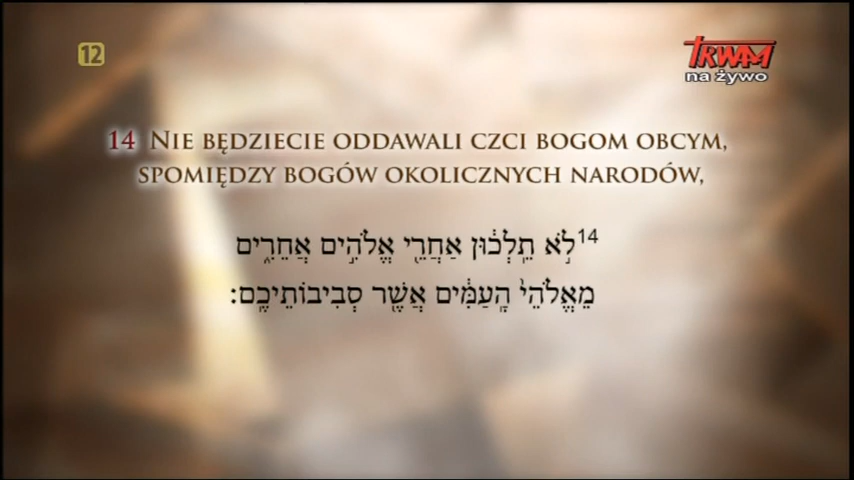 12
TRWAM
na żywo
14 NIE BĘDZIECIE ODDAWALI CZCI BOGOM OBCYM,
SPOMIĘDZY BOGÓW OKOLICZNYCH NARODÓW,
14לֹ֣א תֵֽלְכ֔וּן אַחֲרֵ֖י אֱלֹהִ֣ים אֲחֵרִ֑ים
מֵאֱלֹהֵי֙ הָֽעַמִּ֔ים אֲשֶׁ֖ר סְבִיבוֹתֵיכֶֽם׃